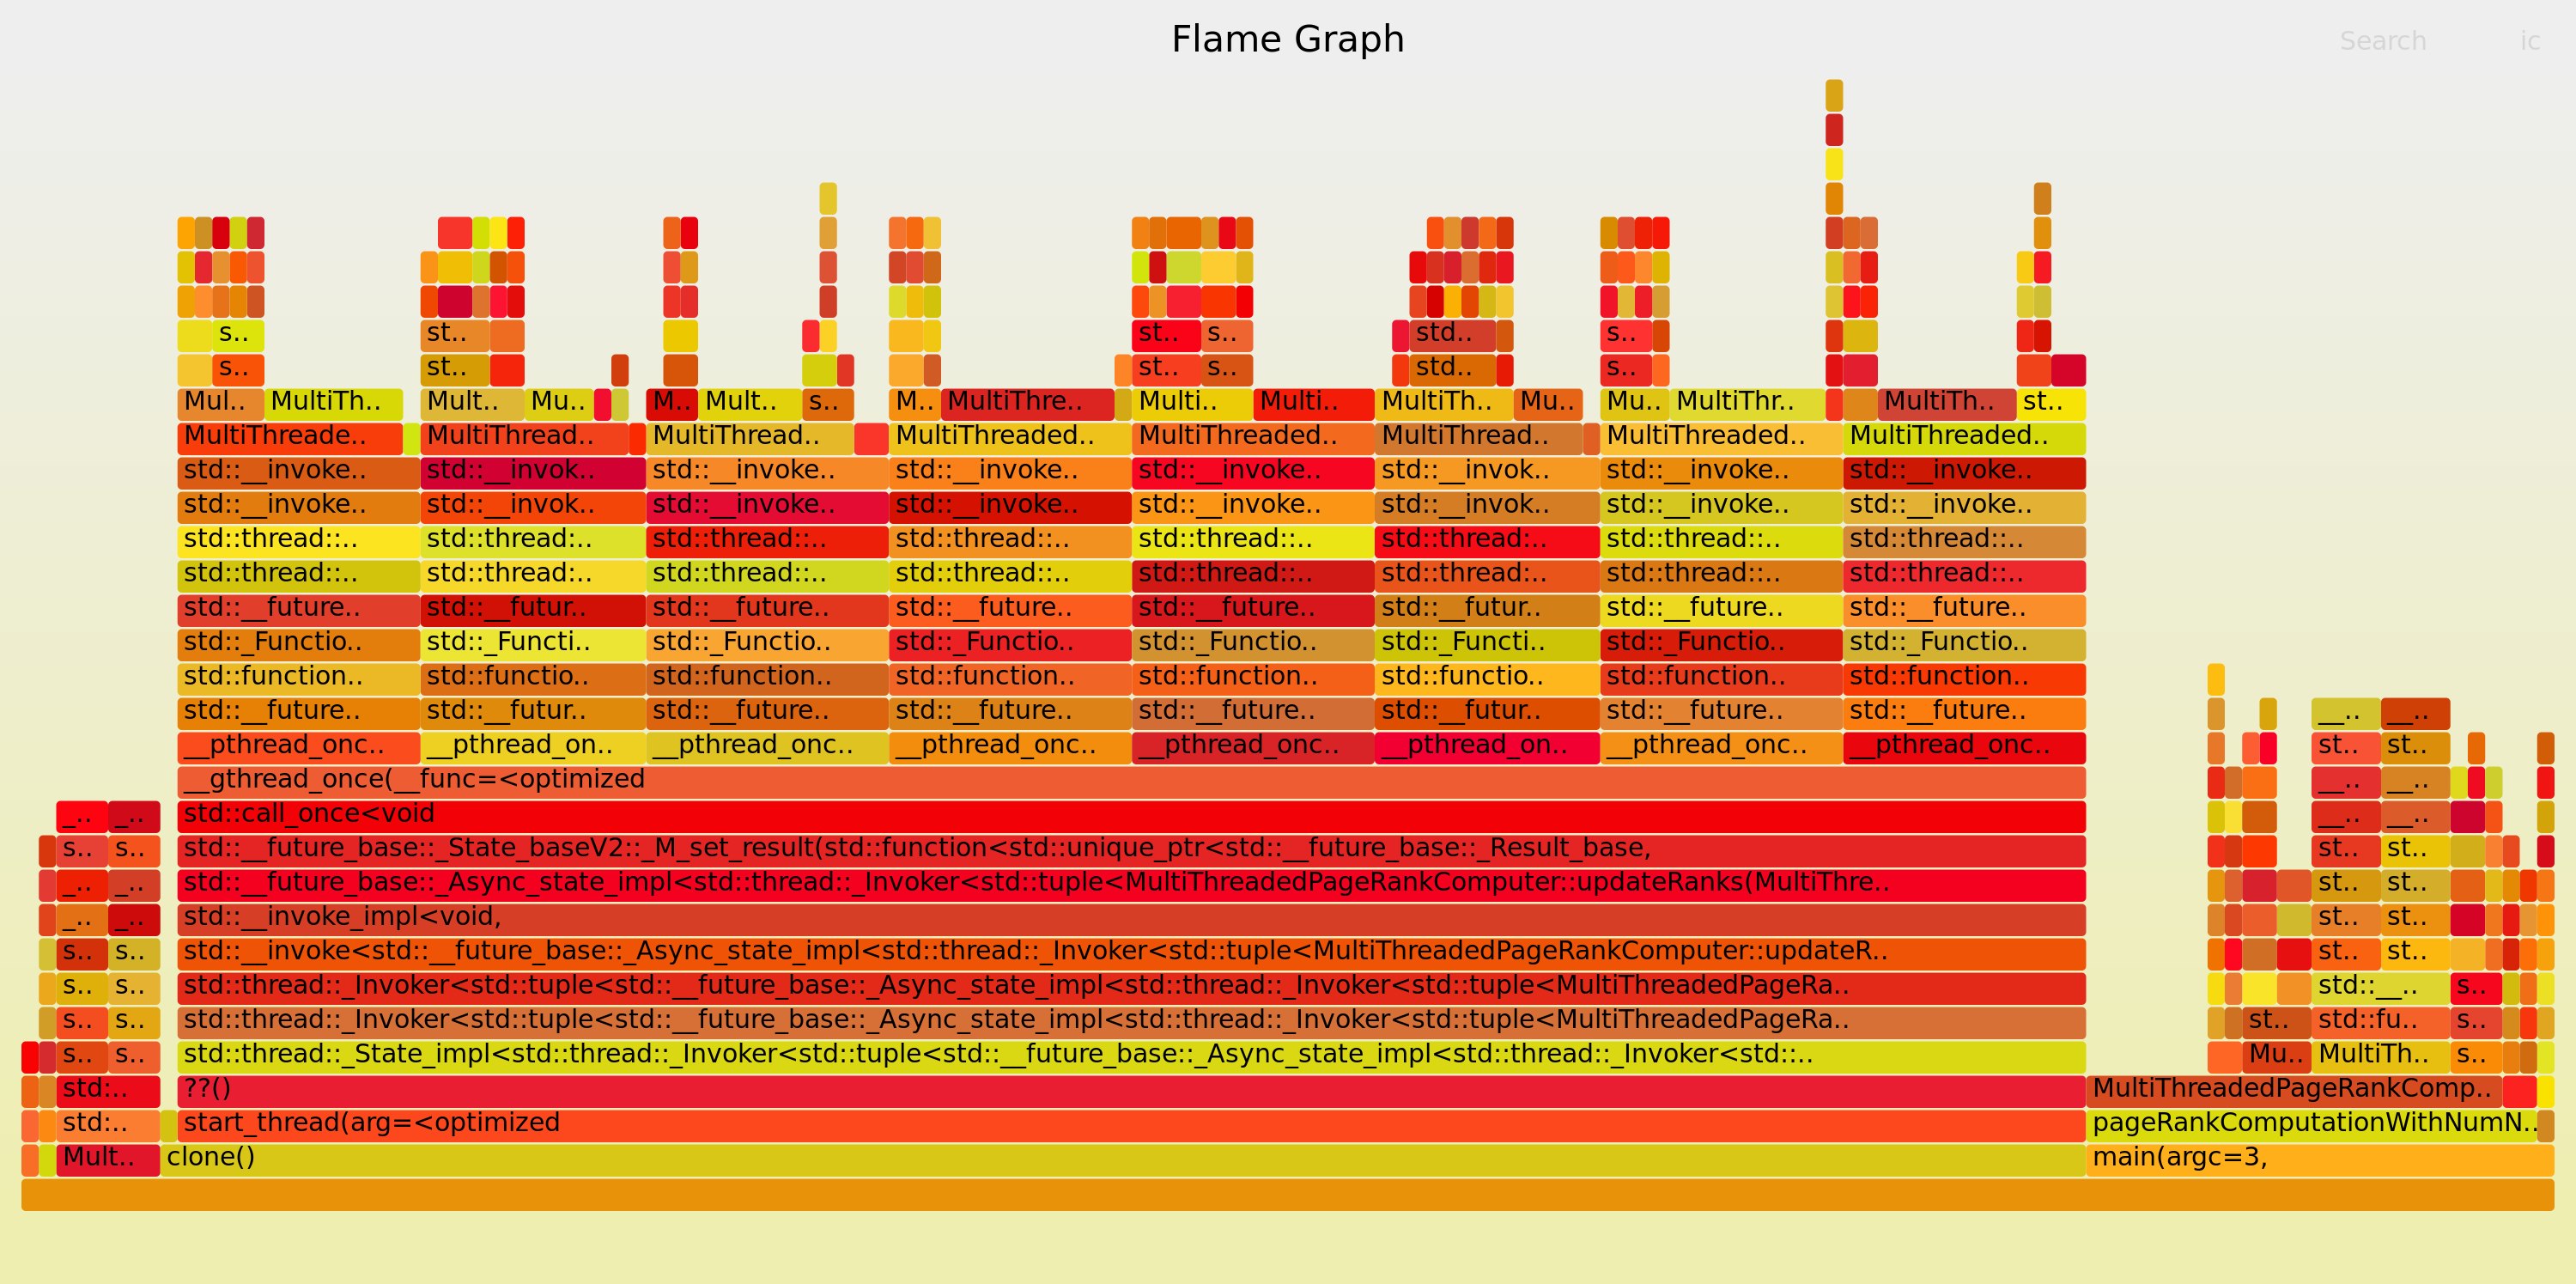 Flame Graph
Search ic
__.. __..
st.. st..
s..
st..
st.. s..
std..
s..
s..
st..
st.. s..
std..
s..
Mul.. MultiTh.. Mult.. Mu.. M.. Mult.. s.. M.. MultiThre.. Multi.. Multi.. MultiTh.. Mu.. Mu.. MultiThr.. MultiTh.. st..
MultiThreade.. MultiThread.. MultiThread.. MultiThreaded.. MultiThreaded.. MultiThread.. MultiThreaded.. MultiThreaded..
std::__invoke.. std::__invok.. std::__invoke.. std::__invoke.. std::__invoke.. std::__invok.. std::__invoke.. std::__invoke..
std::__invoke.. std::__invok.. std::__invoke.. std::__invoke.. std::__invoke.. std::__invok.. std::__invoke.. std::__invoke..
std::thread::.. std::thread:.. std::thread::.. std::thread::.. std::thread::.. std::thread:.. std::thread::.. std::thread::..
std::thread::.. std::thread:.. std::thread::.. std::thread::.. std::thread::.. std::thread:.. std::thread::.. std::thread::..
std::__future.. std::__futur.. std::__future.. std::__future.. std::__future.. std::__futur.. std::__future.. std::__future..
std::_Functio.. std::_Functi.. std::_Functio.. std::_Functio.. std::_Functio.. std::_Functi.. std::_Functio.. std::_Functio..
std::function.. std::functio.. std::function.. std::function.. std::function.. std::functio.. std::function.. std::function..
std::__future.. std::__futur.. std::__future.. std::__future.. std::__future.. std::__futur.. std::__future.. std::__future..
__pthread_onc.. __pthread_on.. __pthread_onc.. __pthread_onc.. __pthread_onc.. __pthread_on.. __pthread_onc.. __pthread_onc..
__gthread_once(__func=<optimized __.. __..
_.. _.. std::call_once<void __.. __..
s.. s.. std::__future_base::_State_baseV2::_M_set_result(std::function<std::unique_ptr<std::__future_base::_Result_base, st.. st..
_.. _.. std::__future_base::_Async_state_impl<std::thread::_Invoker<std::tuple<MultiThreadedPageRankComputer::updateRanks(MultiThre.. st.. st..
_.. _.. std::__invoke_impl<void, st.. st..
s.. s.. std::__invoke<std::__future_base::_Async_state_impl<std::thread::_Invoker<std::tuple<MultiThreadedPageRankComputer::updateR.. st.. st..
s.. s.. std::thread::_Invoker<std::tuple<std::__future_base::_Async_state_impl<std::thread::_Invoker<std::tuple<MultiThreadedPageRa.. std::__.. s..
s.. s.. std::thread::_Invoker<std::tuple<std::__future_base::_Async_state_impl<std::thread::_Invoker<std::tuple<MultiThreadedPageRa.. st.. std::fu.. s..
s.. s.. std::thread::_State_impl<std::thread::_Invoker<std::tuple<std::__future_base::_Async_state_impl<std::thread::_Invoker<std::.. Mu.. MultiTh.. s..
std:.. ??() MultiThreadedPageRankComp..
std:.. start_thread(arg=<optimized pageRankComputationWithNumN..
Mult.. clone() main(argc=3,